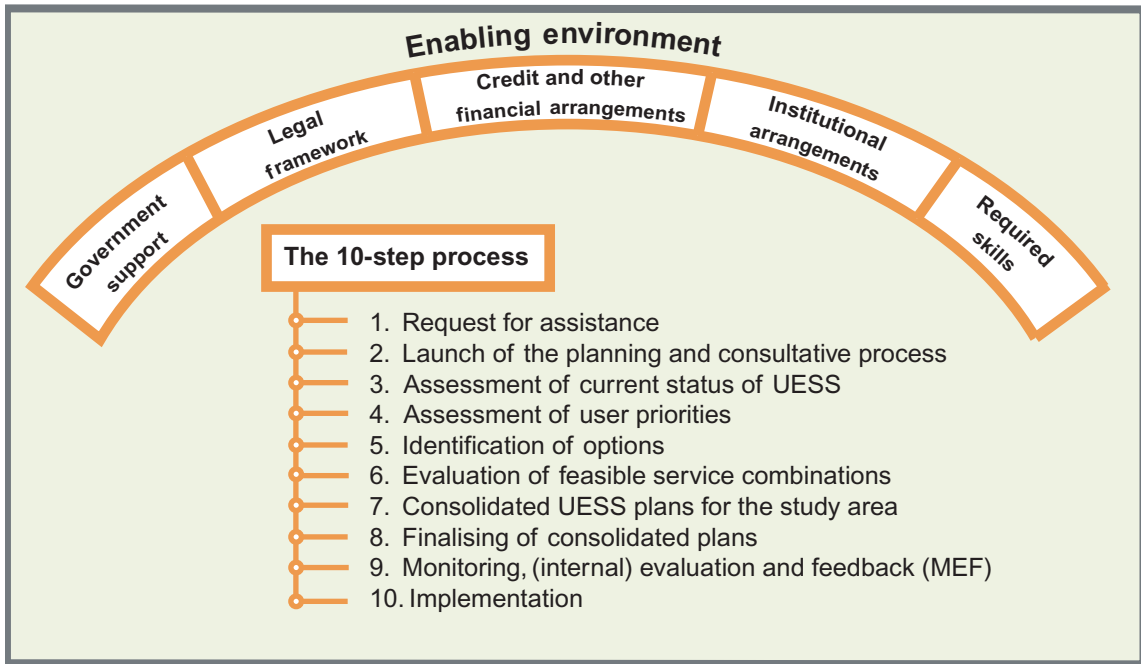 Enabling environment
Government
support
Legal
framework
Credit and other
financial arrangements
Institutional
arrangements
Required
skills
The 10-step process
1. Request for assistance
2. Launch of the planning and consultative process
3. Assessment of current status of UESS
4. Assessment of user priorities
5. Identification of options
6. Evaluation of feasible service combinations
7. Consolidated UESS plans for the study area
8. Finalising of consolidated plans
9. Monitoring, (internal) evaluation and feedback (MEF)
10. Implementation